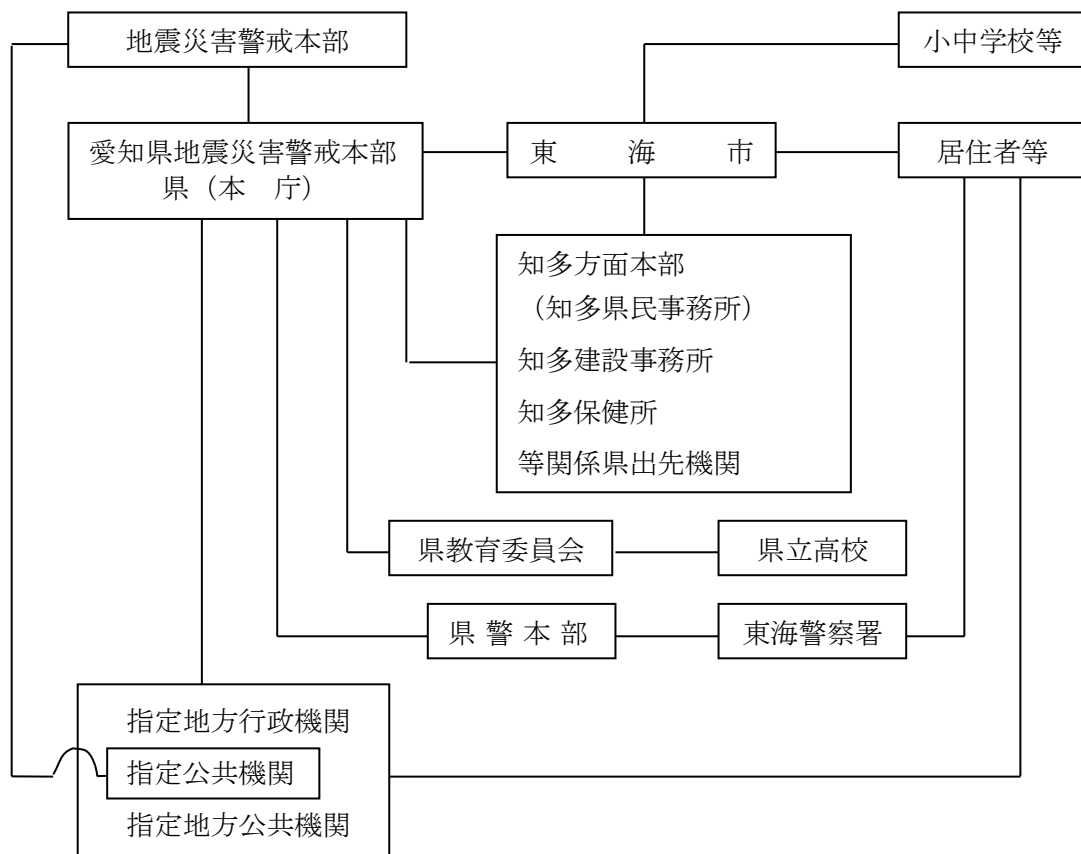 地震災害警戒本部
小中学校等
愛知県地震災害警戒本部
県（本　庁）
東　海　市
居住者等
知多方面本部
（知多県民事務所）
知多建設事務所
知多保健所
等関係県出先機関
県教育委員会
県立高校
県 警 本 部
東海警察署
指定地方行政機関
指定公共機関
指定地方公共機関